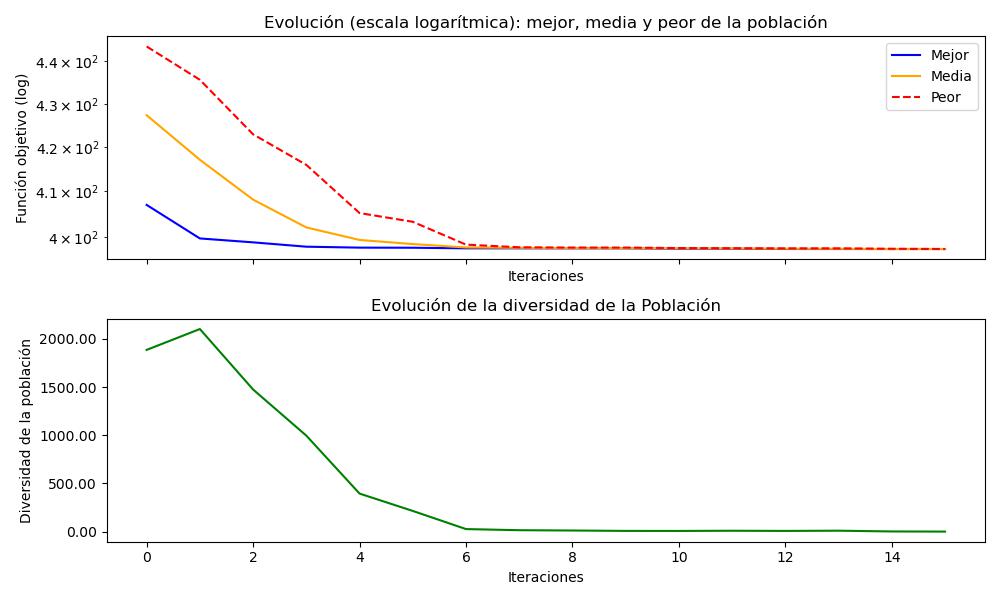 Evolución (escala logarítmica): mejor, media y peor de la población
Función objetivo (log)
4.4 × 10²
4.3 × 10²
4.2 × 10²
4.1 × 10²
4 × 10²
Mejor
Media
Peor
Iteraciones
Evolución de la diversidad de la Población
Diversidad de la población
2000.00
1500.00
1000.00
500.00
0.00
0 2 4 6 8 10 12 14
Iteraciones